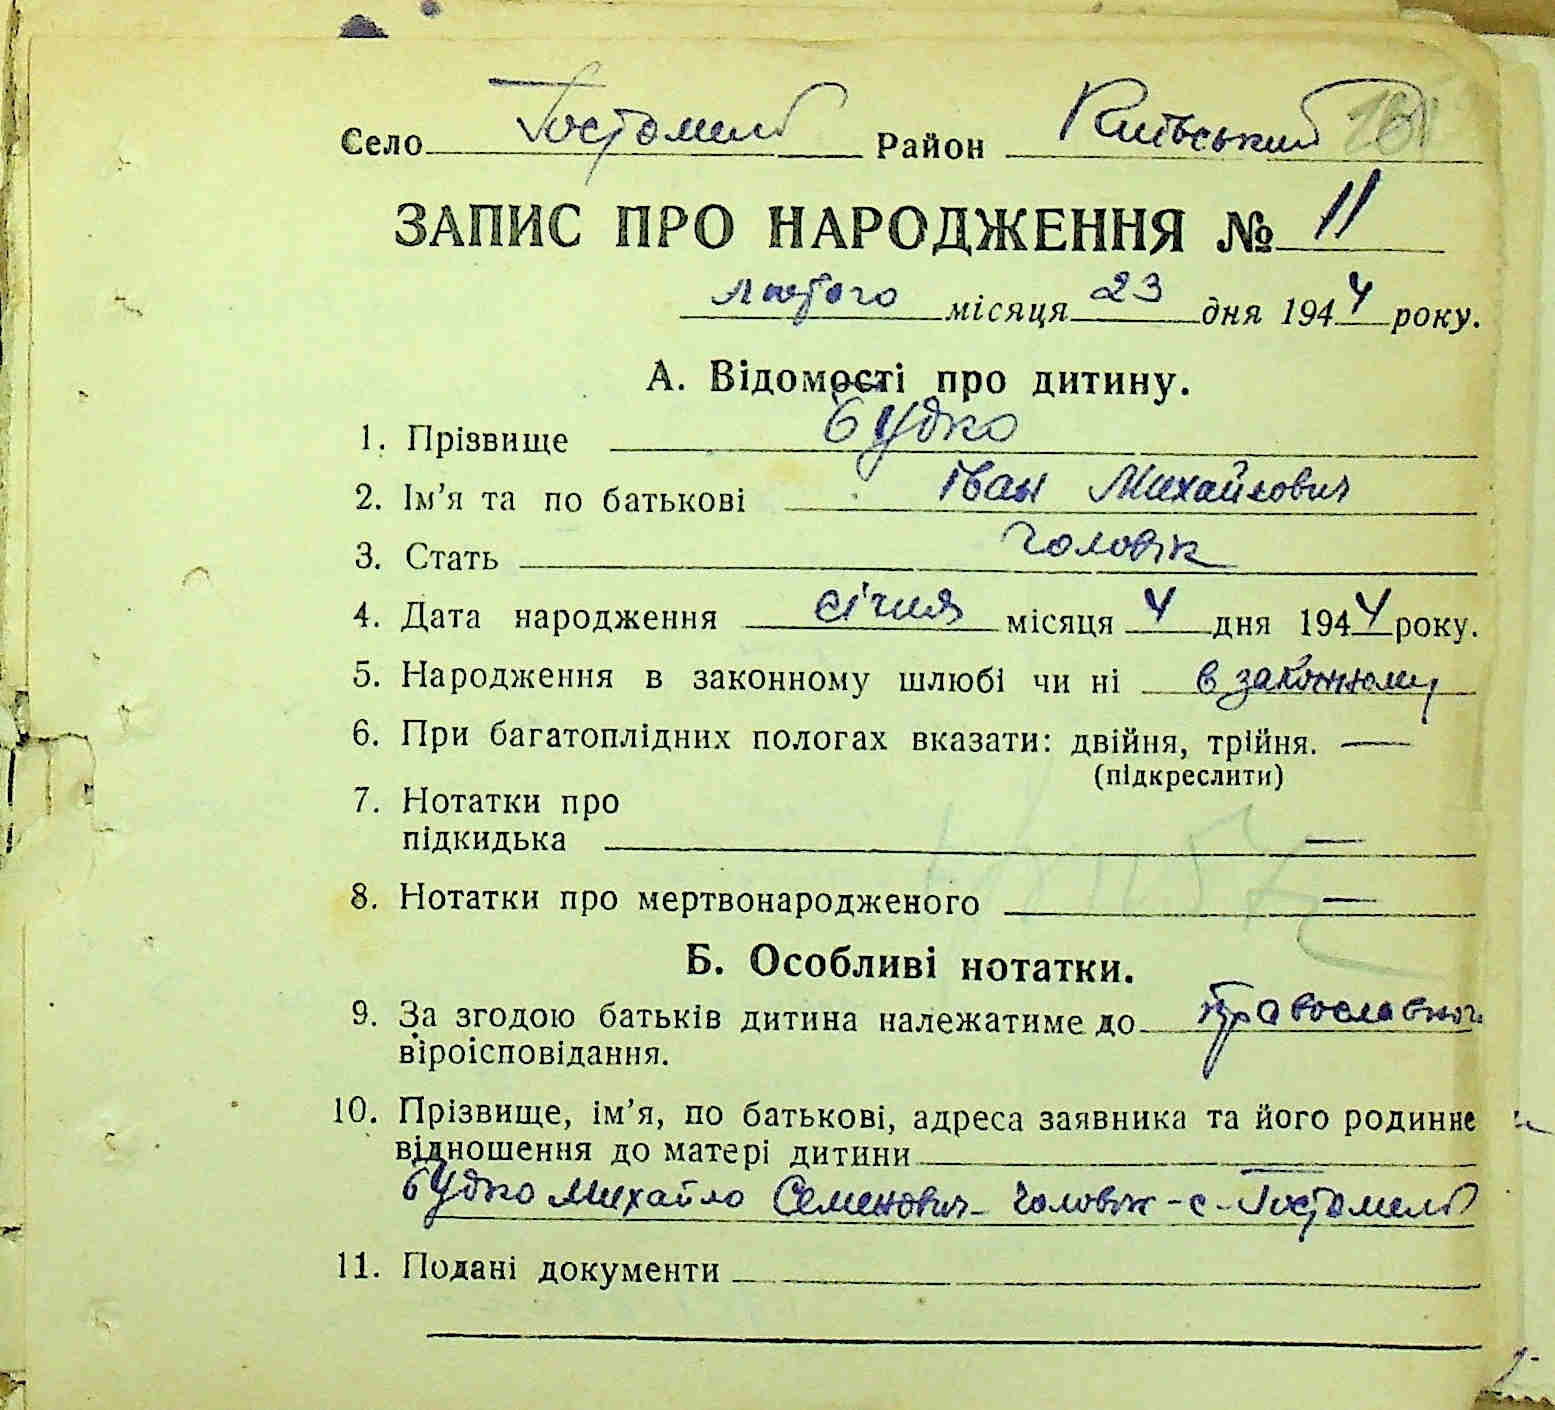 Село Гостомель Район Київський
ЗАПИС ПРО НАРОДЖЕННЯ № 11
лютого місяця 23 дня 1944 року.
А. Відомості про дитину.
1. Прізвище Будко
2. Ім’я та по батькові Іван Михайлович
3. Стать Чоловік
4. Дата народження січня місяця 4 дня 1944 року.
5. Народження в законному шлюбі чи ні в законному
6. При багатоплідних пологах вказати: двійня, трійня. —
(підкреслити)
7. Нотатки про
підкидька —
8. Нотатки про мертвонародженого —
Б. Особливі нотатки.
9. За згодою батьків дитина належатиме до православного
віроісповідання.
10. Прізвище, ім’я, по батькові, адреса заявника та його родинне
відношення до матері дитини
Будко Михайло Семенович - чоловік - с. Гостомель
11. Подані документи